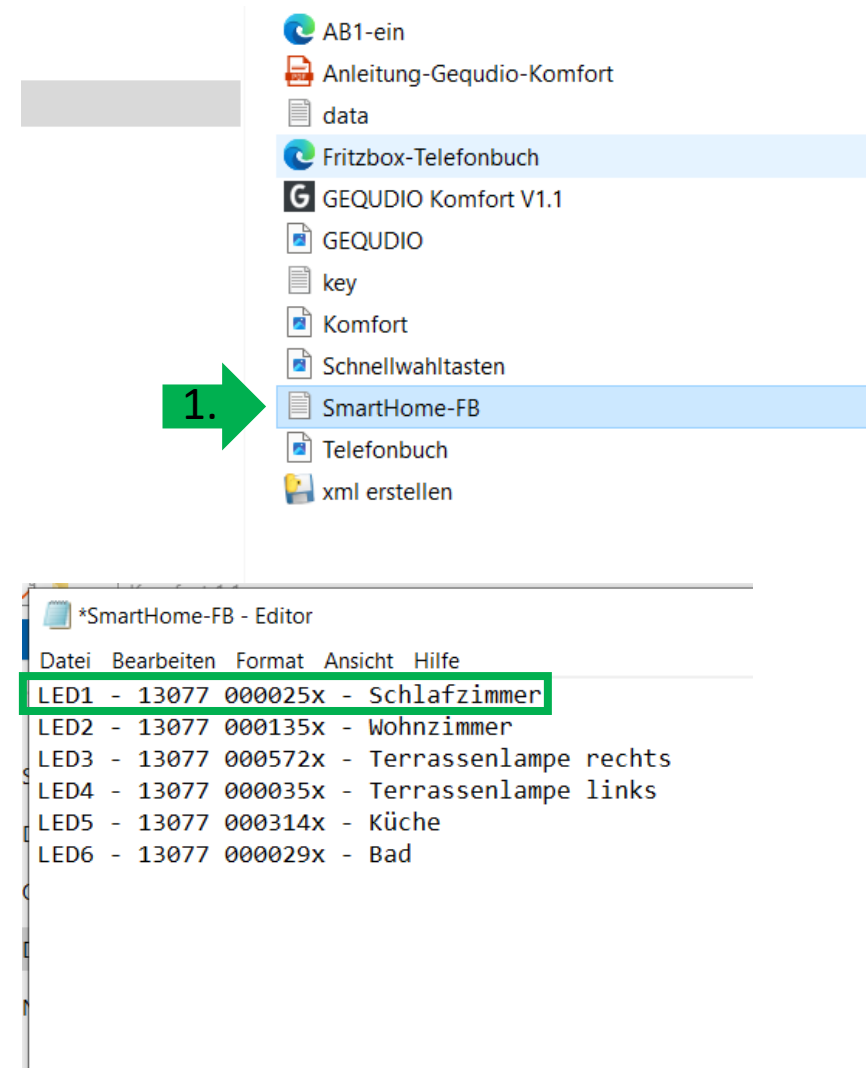 AB1-ein
Anleitung-Gequdio-Komfort
data
Fritzbox-Telefonbuch
GEQUDIO Komfort V1.1
GEQUDIO
key
Komfort
Schnellwahltasten
1.
SmartHome-FB
Telefonbuch
xml erstellen
*SmartHome-FB - Editor
Datei Bearbeiten Format Ansicht Hilfe
LED1 - 13077 000025x - Schlafzimmer
LED2 - 13077 000135x - Wohnzimmer
LED3 - 13077 000572x - Terrassenlampe rechts
LED4 - 13077 000035x - Terrassenlampe links
LED5 - 13077 000314x - Küche
LED6 - 13077 000029x - Bad